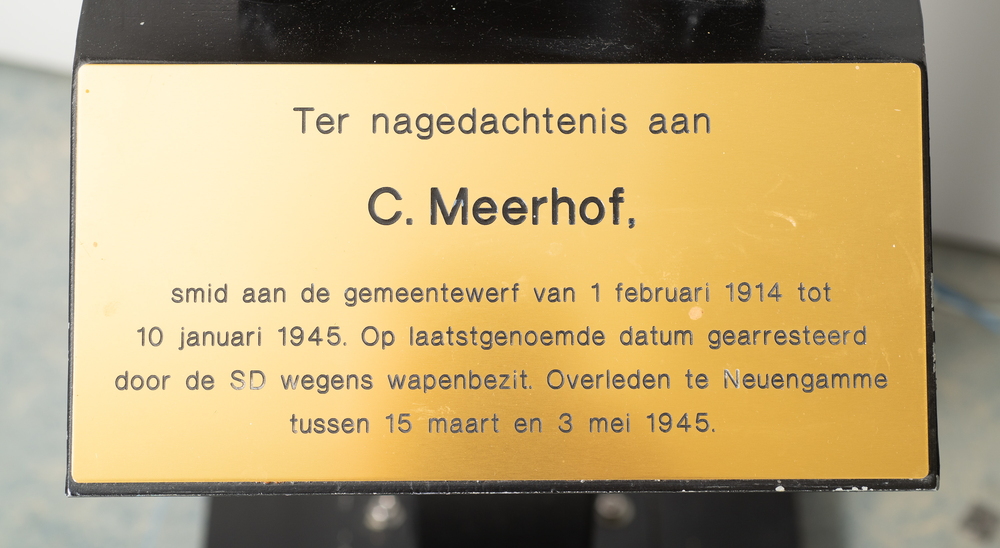 Ter nagedachtenis aan
C. Meerhof,
smid aan de gemeentewerf van 1 februari 1914 tot
10 januari 1945. Op laatstgenoemde datum gearresteerd
door de SD wegens wapenbezit. Overleden te Neuengamme
tussen 15 maart en 3 mei 1945.